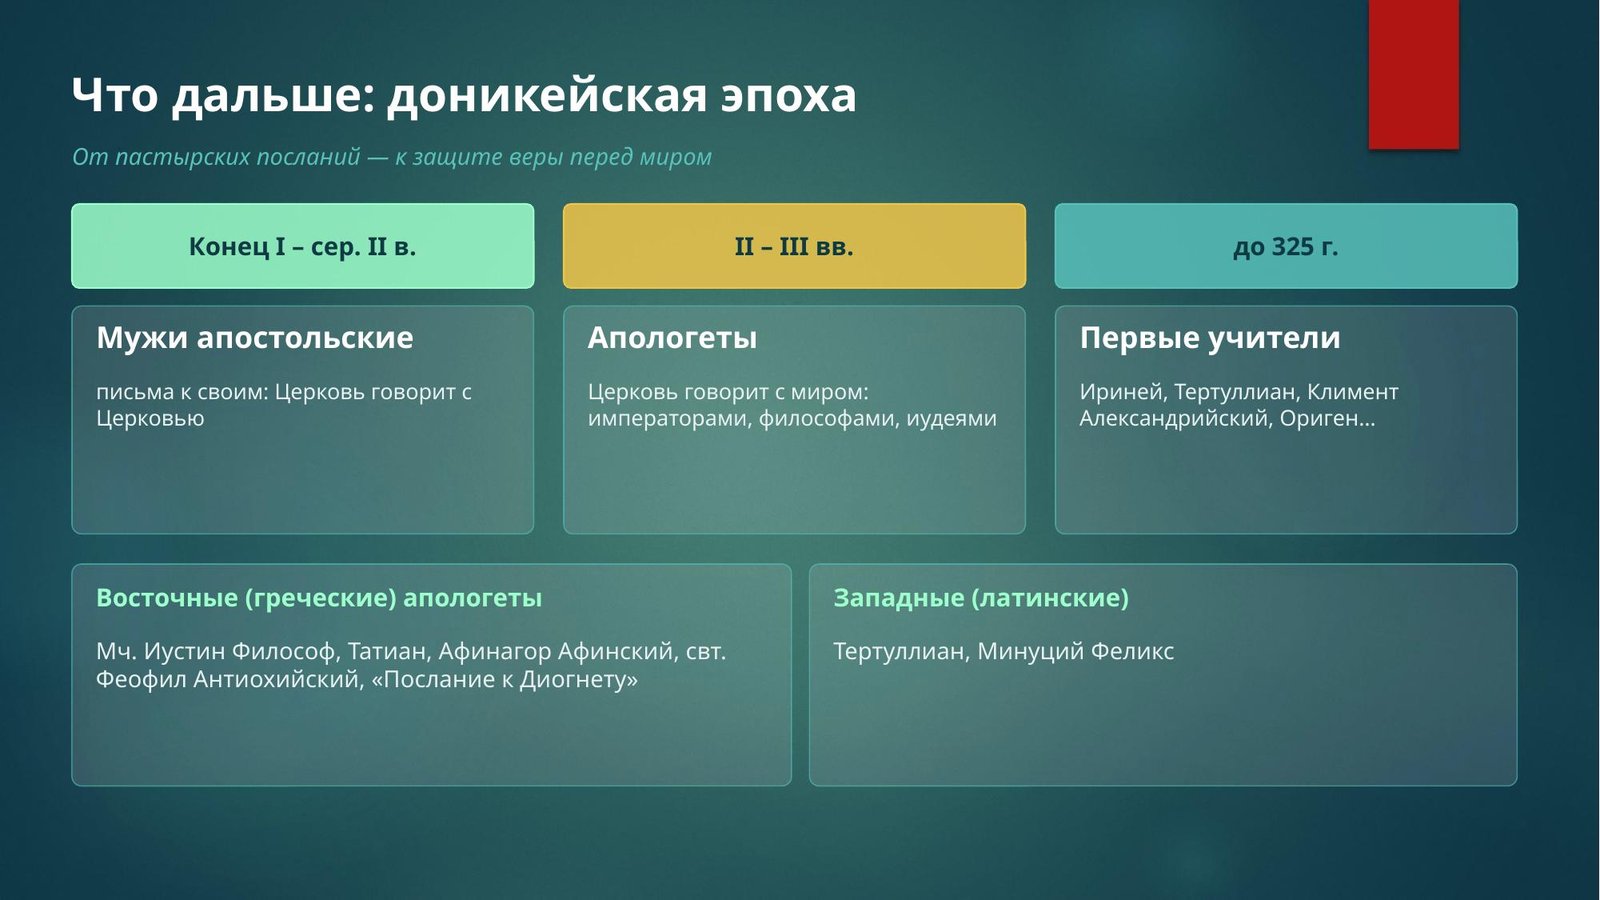 Что дальше: доникейская эпоха
От пастырских посланий — к защите веры перед миром
Конец I – сер. II в.
II – III вв.
до 325 г.
Мужи апостольские
письма к своим: Церковь говорит с
Церковью
Апологеты
Церковь говорит с миром:
императорами, философами, иудеями
Первые учители
Ириней, Тертуллиан, Климент
Александрийский, Ориген…
Восточные (греческие) апологеты
Мч. Иустин Философ, Татиан, Афинагор Афинский, свт.
Феофил Антиохийский, «Послание к Диогнету»
Западные (латинские)
Тертуллиан, Минуций Феликс